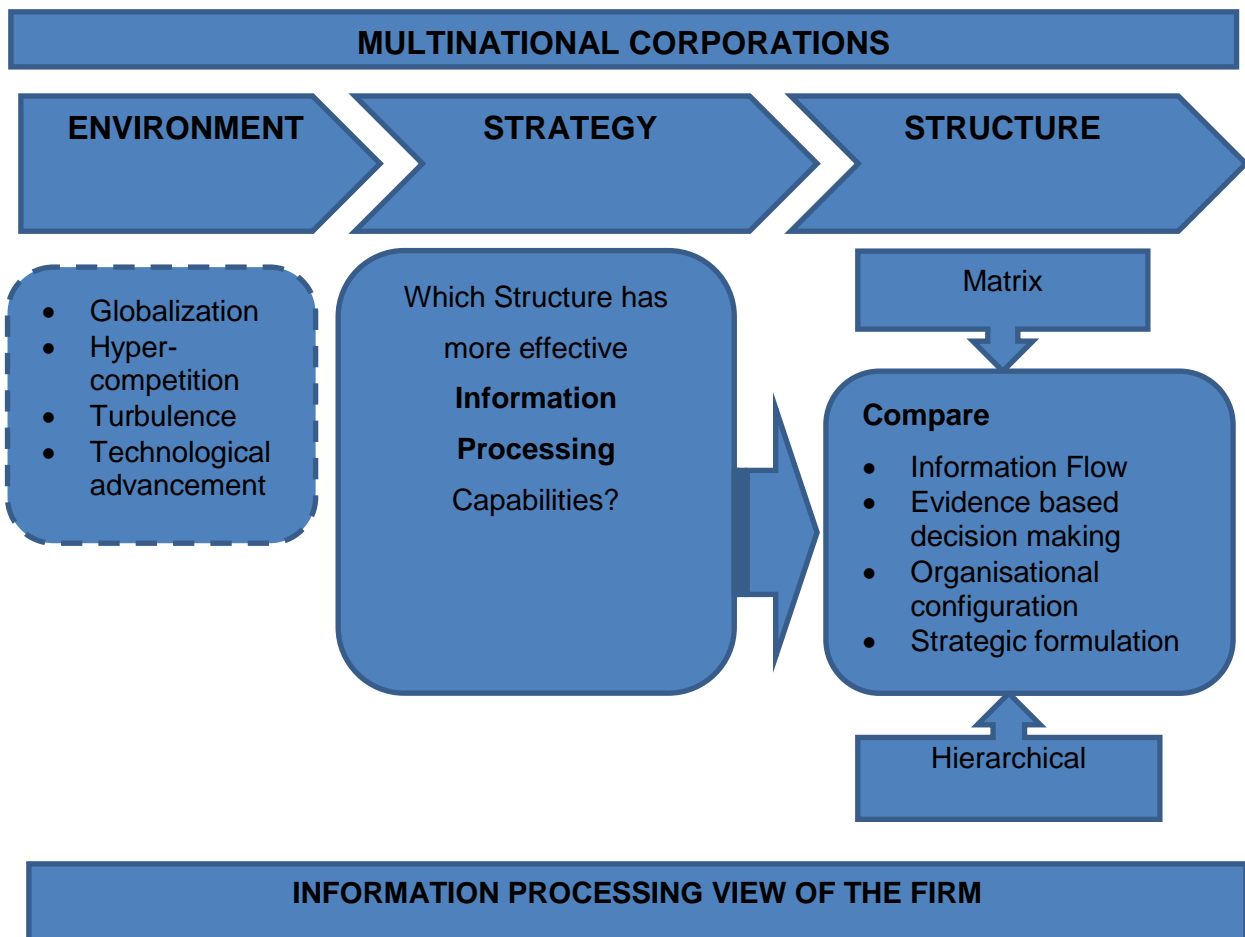 MULTINATIONAL CORPORATIONS
ENVIRONMENT
STRATEGY
STRUCTURE
• Globalization
• Hyper-
competition
• Turbulence
• Technological
advancement
Which Structure has
more effective
Information
Processing
Capabilities?
Matrix
Compare
• Information Flow
• Evidence based
decision making
• Organisational
configuration
• Strategic formulation
Hierarchical
INFORMATION PROCESSING VIEW OF THE FIRM